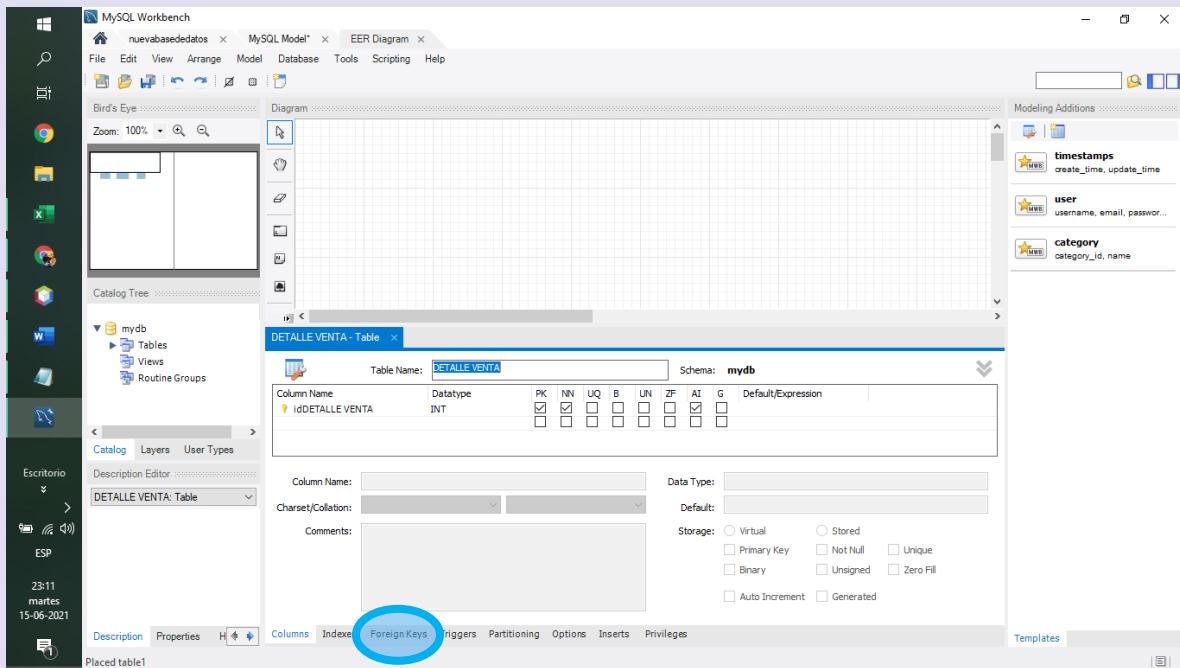 MySQL Workbench
nuevabasededatos × MySQL Model* × EER Diagram ×
File Edit View Arrange Model Database Tools Scripting Help
Bird's Eye
Zoom: 100%
Diagram
Modeling Additions
timestamps
create_time, update_time
user
username, email, passwor...
category
category_id, name
Catalog Tree
mydb
Tables
Views
Routine Groups
Catalog Layers User Types
Description Editor
DETALLE VENTA: Table
Description Properties H
DETALLE VENTA - Table ×
Table Name: DETALLE VENTA Schema: mydb
Column Name Datatype PK NN UQ B UN ZF AI G Default/Expression
idDETALLE VENTA INT
Column Name: Data Type:
Charset/Collation: Default:
Comments: Storage: Virtual Stored
Primary Key Not Null Unique
Binary Unsigned Zero Fill
Auto Increment Generated
Columns Indexe Foreign Keys riggers Partitioning Options Inserts Privileges
Templates
Placed table1
Escritorio
ESP
23:11
martes
15-06-2021
1